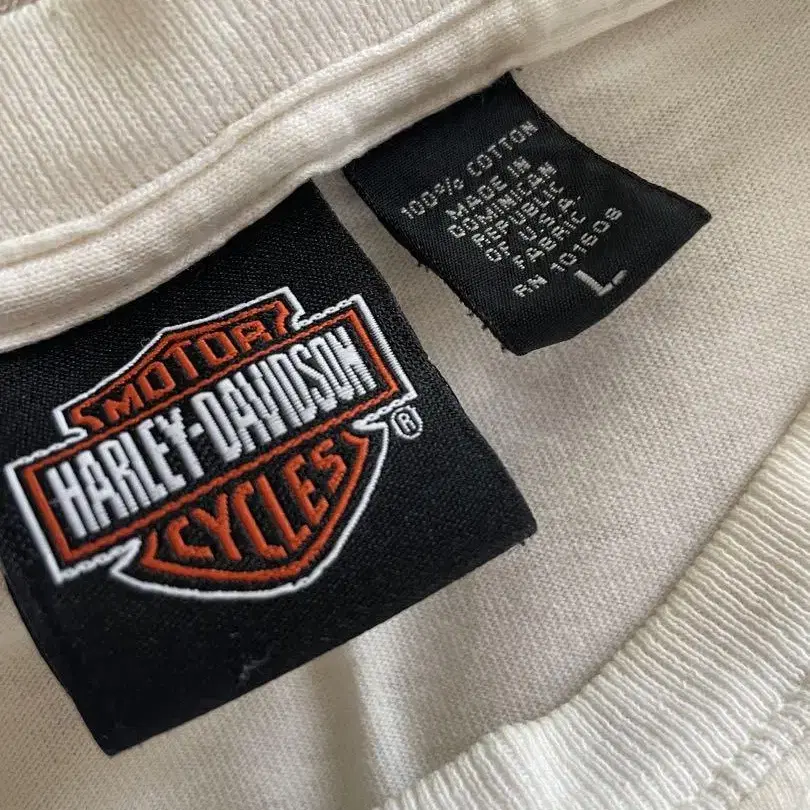 MOTOR
HARLEY-DAVIDSON
CYCLES
®
100% COTTON
MADE IN
DOMINICAN
REPUBLIC
OF U.S.A.
FABRIC
RN 101608
L